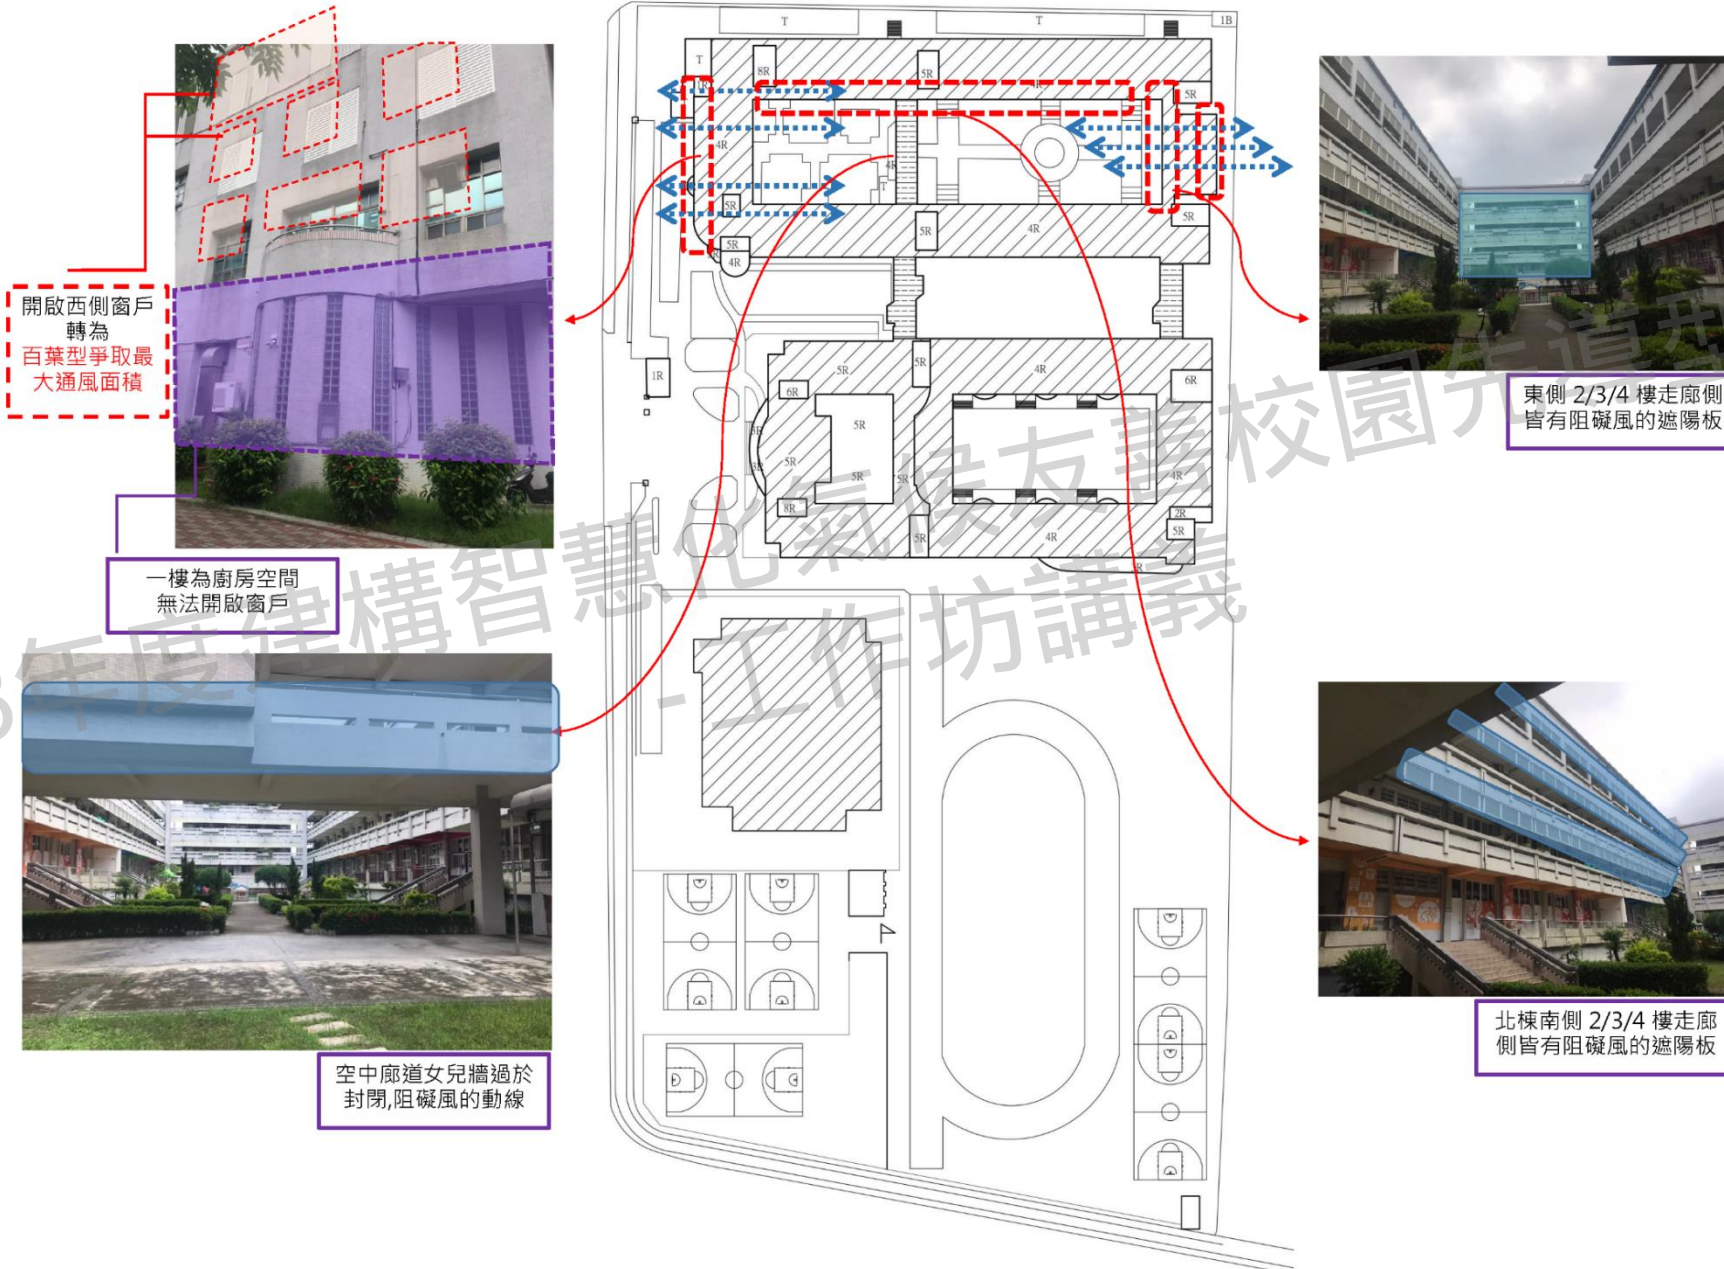 開啟西側窗戶
轉為
百葉型爭取最
大通風面積
一樓為廚房空間
無法開啟窗戶
空中廊道女兒牆過於
封閉,阻礙風的動線
東側 2/3/4 樓走廊側
皆有阻礙風的遮陽板
北棟南側 2/3/4 樓走廊
側皆有阻礙風的遮陽板
年度建構智慧化氣候友善校園先導型
-工作坊講義
T
T
1B
T
8R
5R
4R
5R
4R
4R
T
5R
5R
4R
5R
4R
5R
5R
1R
5R
5R
4R
6R
6R
5R
3R
3R
5R
5R
5R
4R
8R
5R
4R
2R
5R